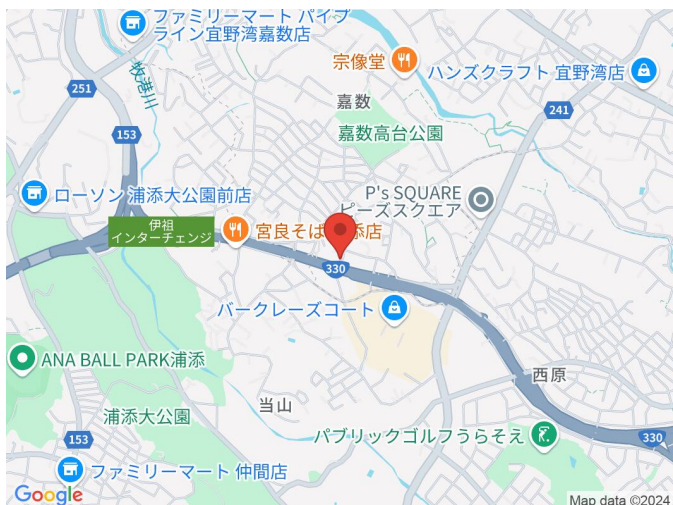 ファミリーマート パイプ
ライン宜野湾嘉数店
宗像堂
ハンズクラフト 宜野湾店
牧港川
251
嘉数
241
153
嘉数高台公園
ローソン 浦添大公園前店
P's SQUARE
ピーズスクエア
伊祖
インターチェンジ
宮良そば 添店
330
バークレーズコート
ANA BALL PARK浦添
西原
当山
浦添大公園
パブリックゴルフうらそえ
153
330
ファミリーマート 仲間店
Google
Map data ©2024